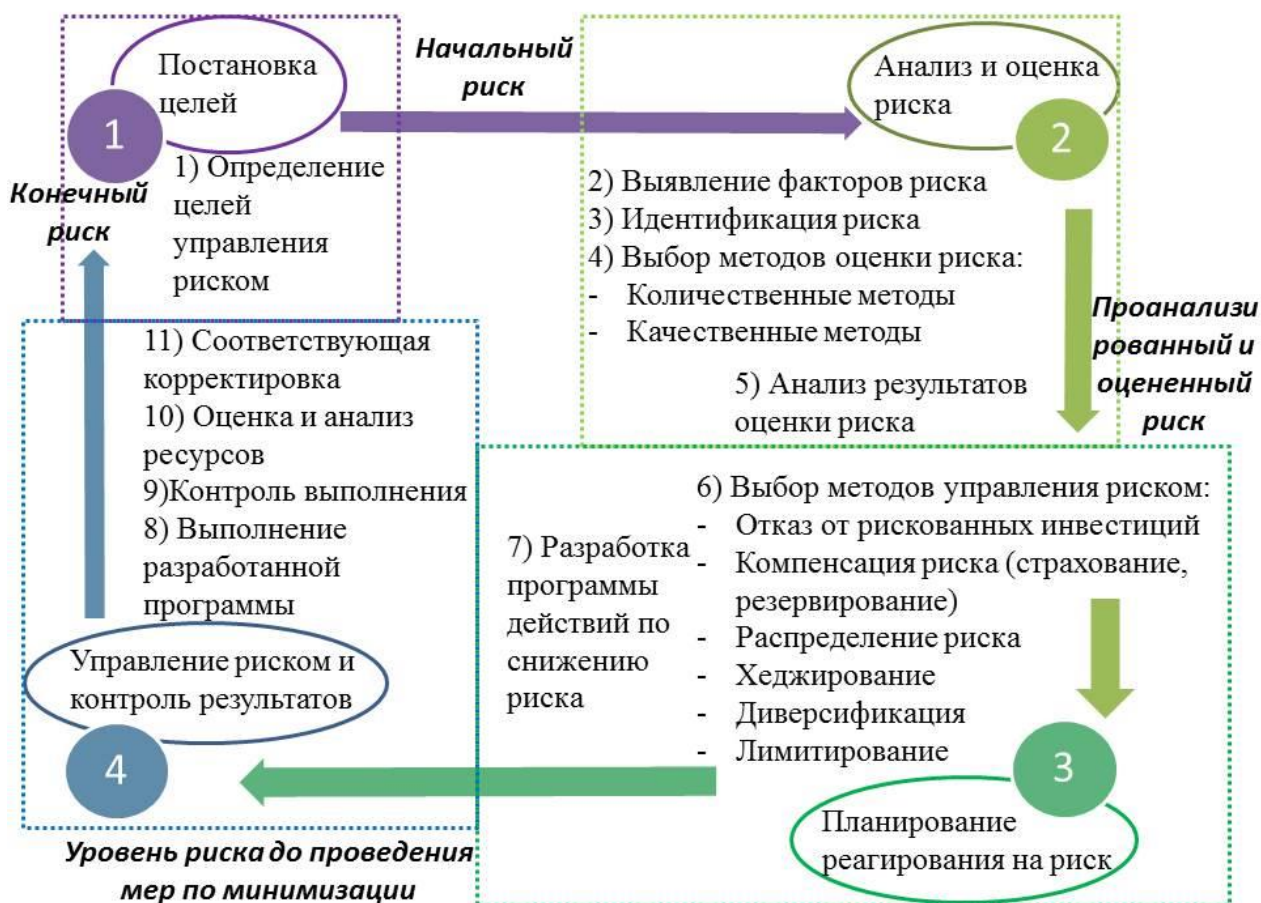 Постановка
целей
1
1) Определение
целей
управления
риском
Начальный
риск
Анализ и оценка
риска
2
2) Выявление факторов риска
3) Идентификация риска
4) Выбор методов оценки риска:
- Количественные методы
- Качественные методы
5) Анализ результатов
оценки риска
Проанализи
рованный и
оцененный
риск
6) Выбор методов управления риском:
- Отказ от рискованных инвестиций
- Компенсация риска (страхование,
резервирование)
- Распределение риска
- Хеджирование
- Диверсификация
- Лимитирование
3
Планирование
реагирования на риск
7) Разработка
программы
действий по
снижению
риска
Уровень риска до проведения
мер по минимизации
11) Соответствующая
корректировка
10) Оценка и анализ
ресурсов
9)Контроль выполнения
8) Выполнение
разработанной
программы
Управление риском и
контроль результатов
4
Конечный
риск